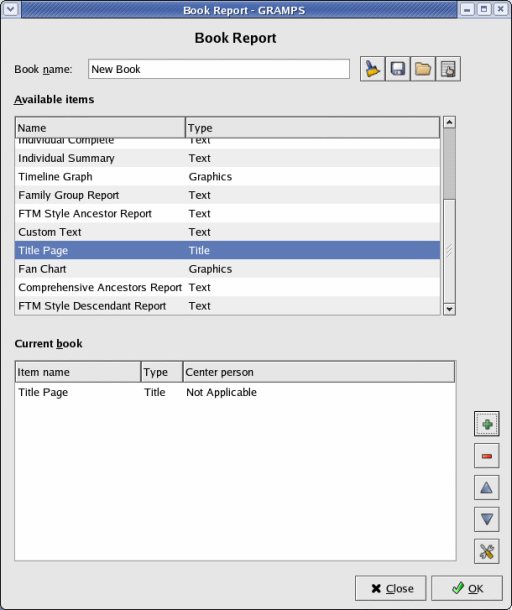 Book Report - GRAMPS
Book Report
Book name: New Book
Available items
Name Type
Individual Complete Text
Individual Summary Text
Timeline Graph Graphics
Family Group Report Text
FTM Style Ancestor Report Text
Custom Text Text
Title Page Title
Fan Chart Graphics
Comprehensive Ancestors Report Text
FTM Style Descendant Report Text
Current book
Item name Type Center person
Title Page Title Not Applicable
Close OK